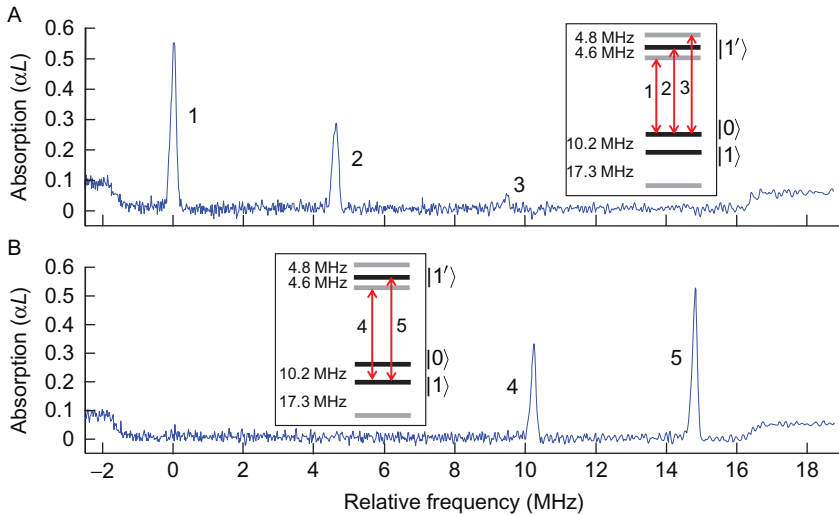 A
Absorption (αL)
0.6
0.5
0.4
0.3
0.2
0.1
0
1
2
3
4.8 MHz
4.6 MHz
|1′⟩
1 2 3
|0⟩
10.2 MHz
|1⟩
17.3 MHz
B
Absorption (αL)
0.6
0.5
0.4
0.3
0.2
0.1
0
4.8 MHz
4.6 MHz
|1′⟩
4 5
|0⟩
10.2 MHz
|1⟩
17.3 MHz
4
5
−2 0 2 4 6 8 10 12 14 16 18
Relative frequency (MHz)